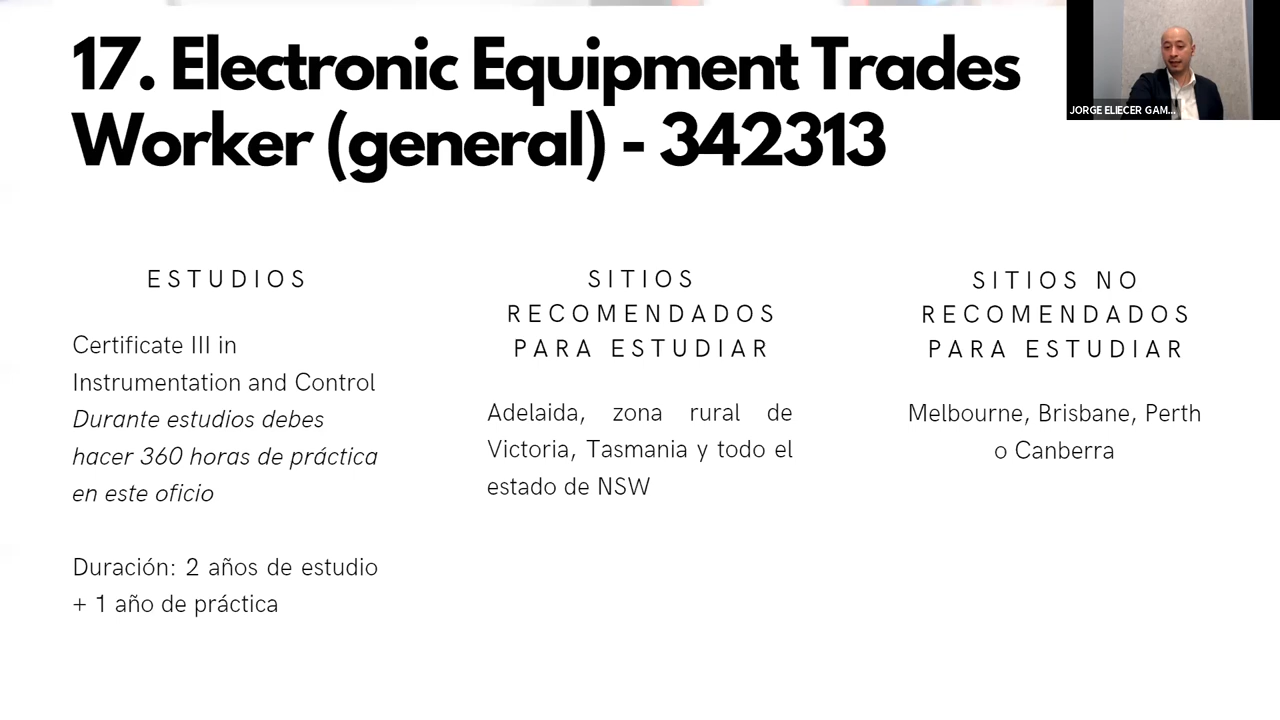 17. Electronic Equipment Trades
Worker (general) - 342313
JORGE ELIECER GAM...
ESTUDIOS
Certificate III in
Instrumentation and Control
Durante estudios debes
hacer 360 horas de práctica
en este oficio
Duración: 2 años de estudio
+ 1 año de práctica
SITIOS
RECOMENDADOS
PARA ESTUDIAR
Adelaida, zona rural de
Victoria, Tasmania y todo el
estado de NSW
SITIOS NO
RECOMENDADOS
PARA ESTUDIAR
Melbourne, Brisbane, Perth
o Canberra